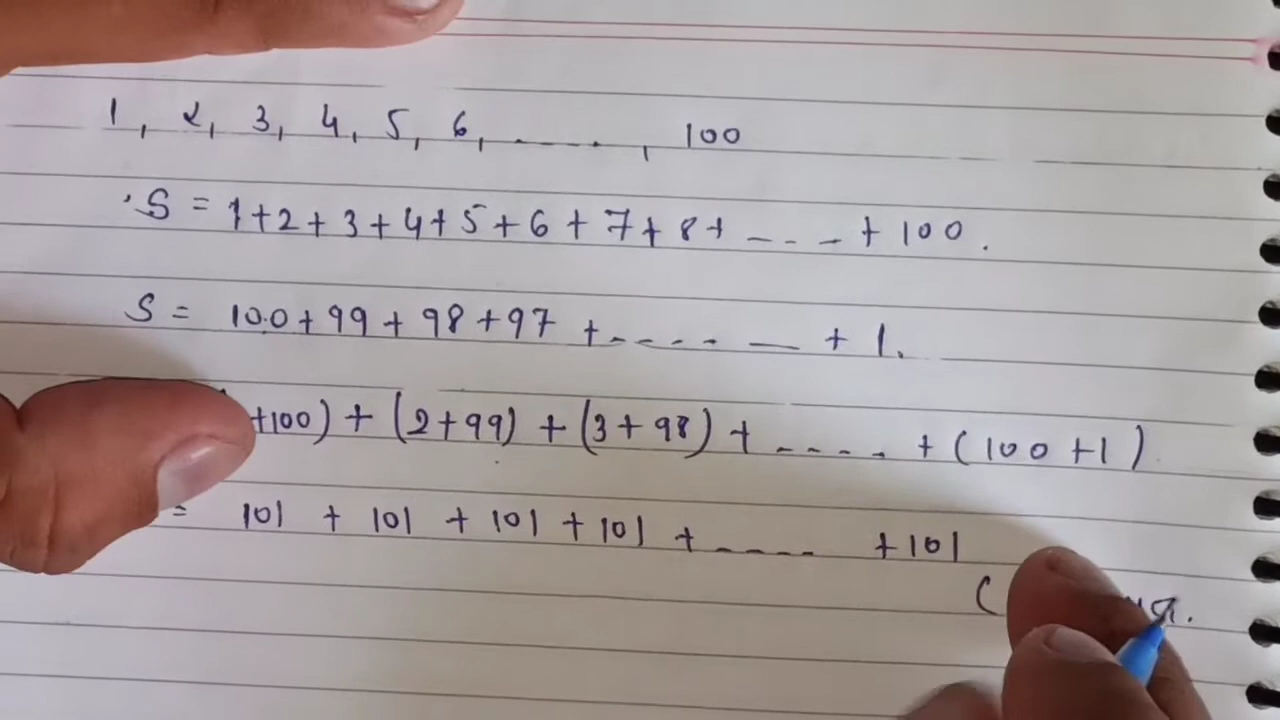 1, 2, 3, 4, 5, 6, ....., 100
S = 1+2+3+4+5+6+7+8+ --- +100.
S = 100+99+98+97 +----- — + 1.
+100) + (2+99) + (3+98) + ---- + (100+1)
= 101 + 101 + 101 + 101 + ---- +101
(